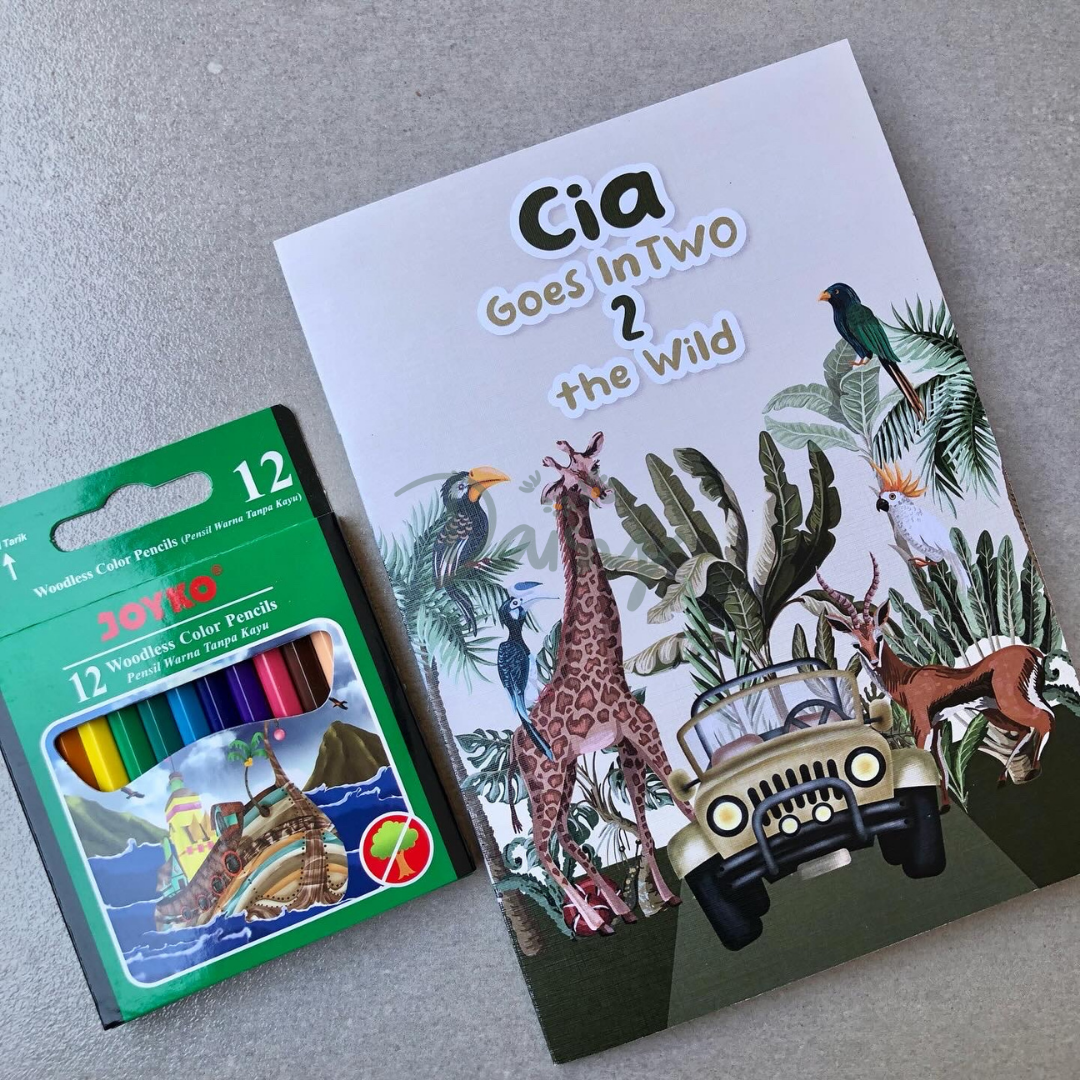 Cia
Goes InTWO
2
the Wild
Daitys
12
Tarik
Woodless Color Pencils (Pensil Warna Tanpa Kayu)
JOYKO®
12 Woodless Color Pencils
Pensil Warna Tanpa Kayu